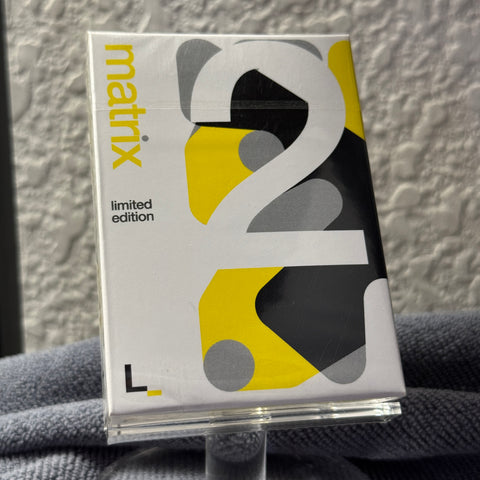 matrix
2
limited
edition
L.